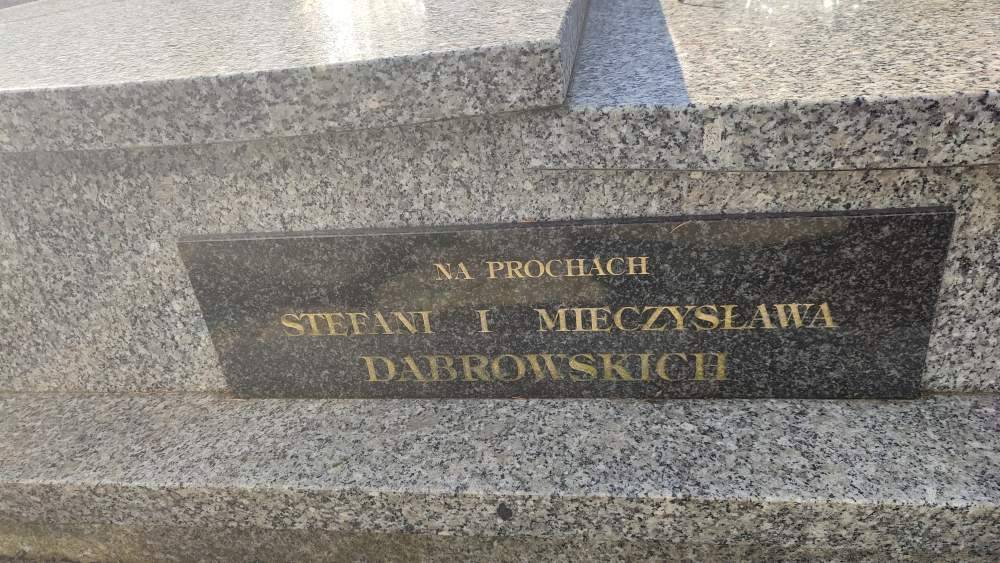 NA PROCHACH
STEFANI I MIECZYSŁAWA
DĄBROWSKICH